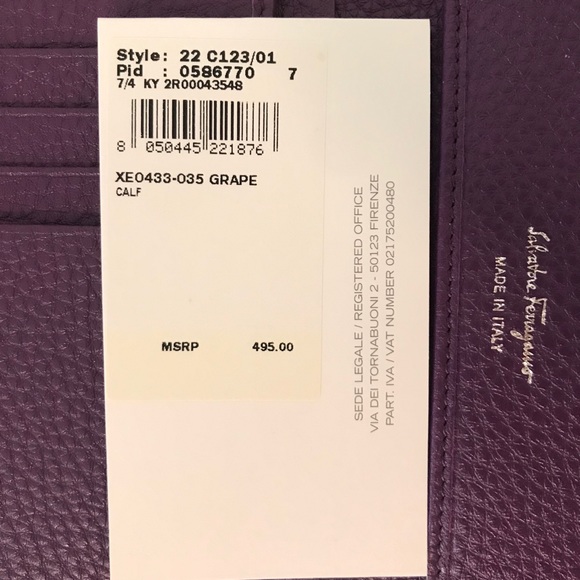 Style: 22 C123/01
Pid : 0586770 7
7/4 KY 2R00043548
8 050445 221876
XE0433-035 GRAPE
CALF
MSRP 495.00
SEDE LEGALE / REGISTERED OFFICE
VIA DEI TORNABUONI 2 - 50123 FIRENZE
PART. IVA / VAT NUMBER 02175200480
Salvatore Ferragamo
MADE IN ITALY